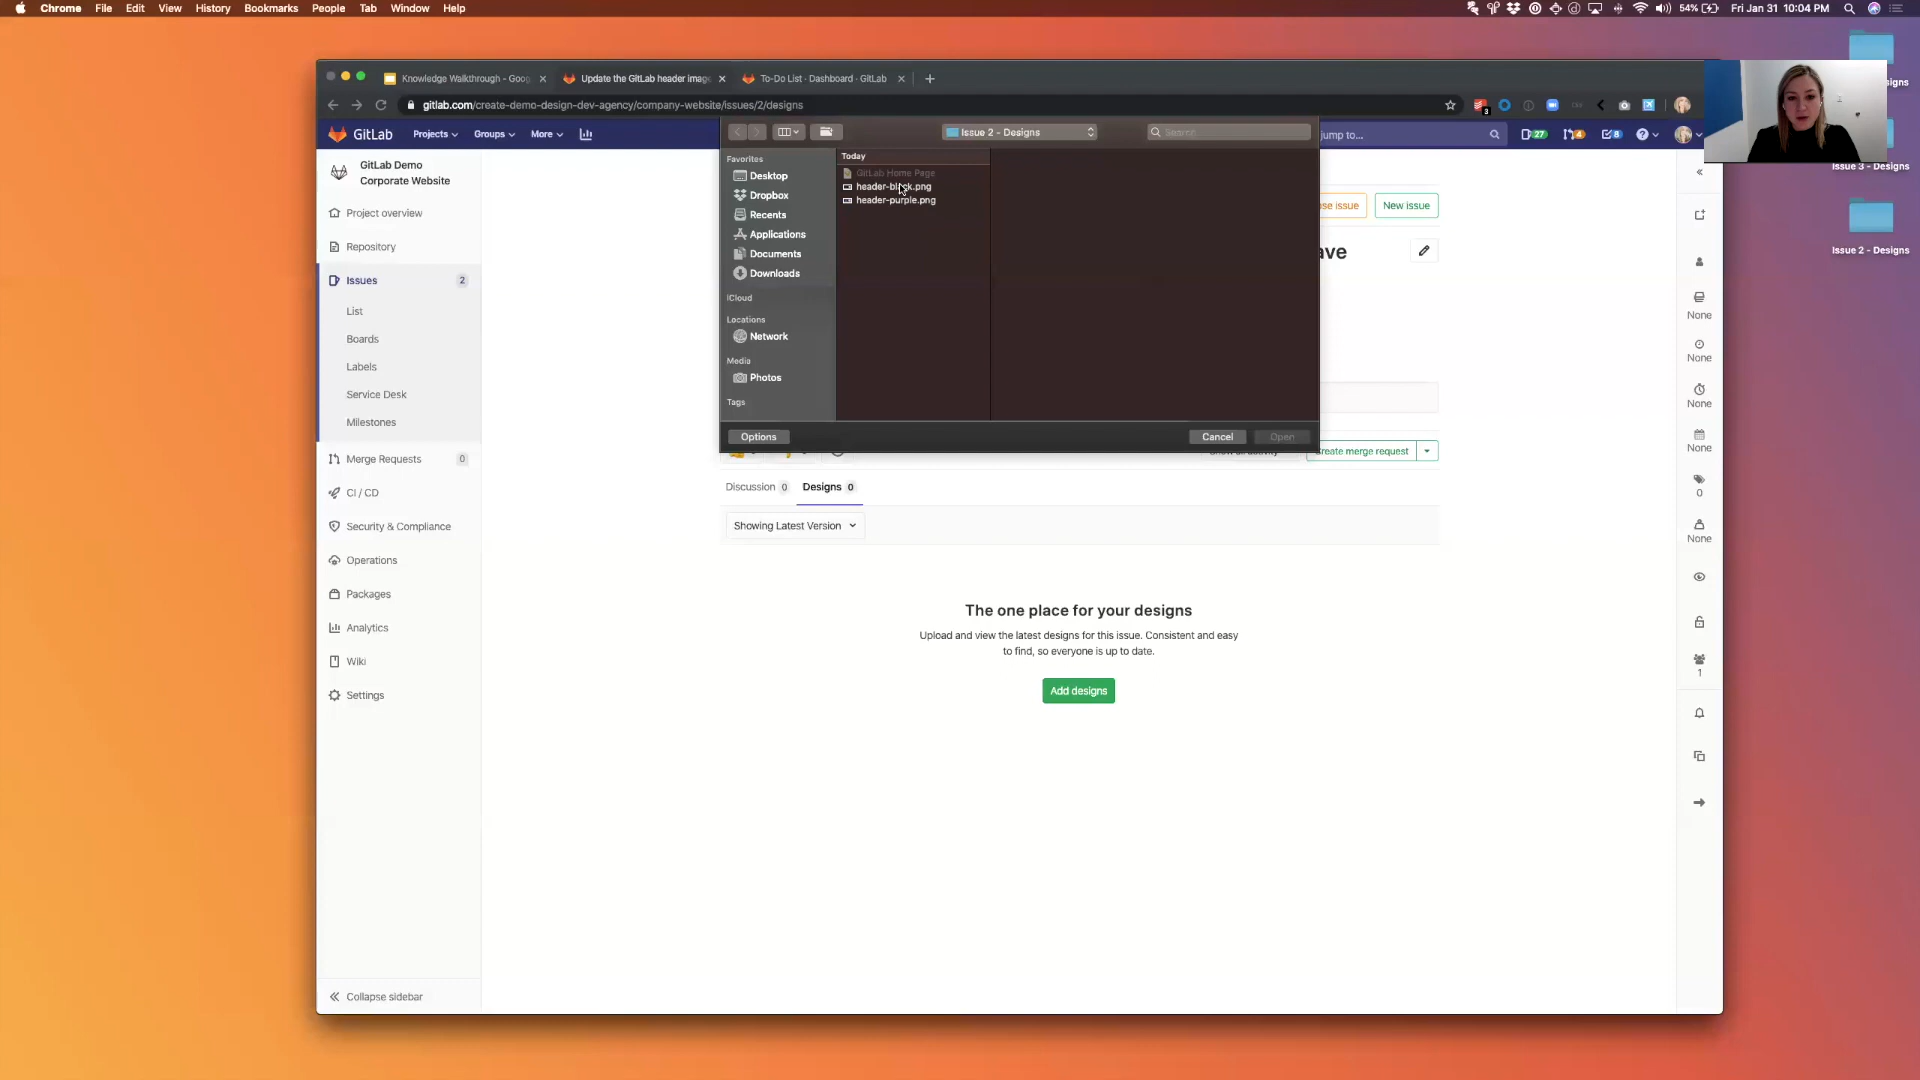 Chrome File Edit View History Bookmarks People Tab Window Help
54% Fri Jan 31 10:04 PM
Knowledge Walkthrough - Goog
Update the GitLab header imag
To-Do List · Dashboard · GitLab
gitlab.com/create-demo-design-dev-agency/company-website/issues/2/designs
3
GitLab Projects Groups More
jump to...
27
4
8
Issue 2 - Designs
Search
GitLab Demo
Corporate Website
Project overview
Repository
Issues 2
List
Boards
Labels
Service Desk
Milestones
Merge Requests 0
CI / CD
Security & Compliance
Operations
Packages
Analytics
Wiki
Settings
Collapse sidebar
Favorites
Desktop
Dropbox
Recents
Applications
Documents
Downloads
iCloud
Locations
Network
Media
Photos
Tags
Today
GitLab Home Page
header-purple.png
Options
Cancel
Open
issue
New issue
Create merge request
Discussion 0
Designs 0
Showing Latest Version
The one place for your designs
Upload and view the latest designs for this issue. Consistent and easy
to find, so everyone is up to date.
Add designs
None
None
None
None
0
None
1
Issue 3 - Designs
Issue 2 - Designs